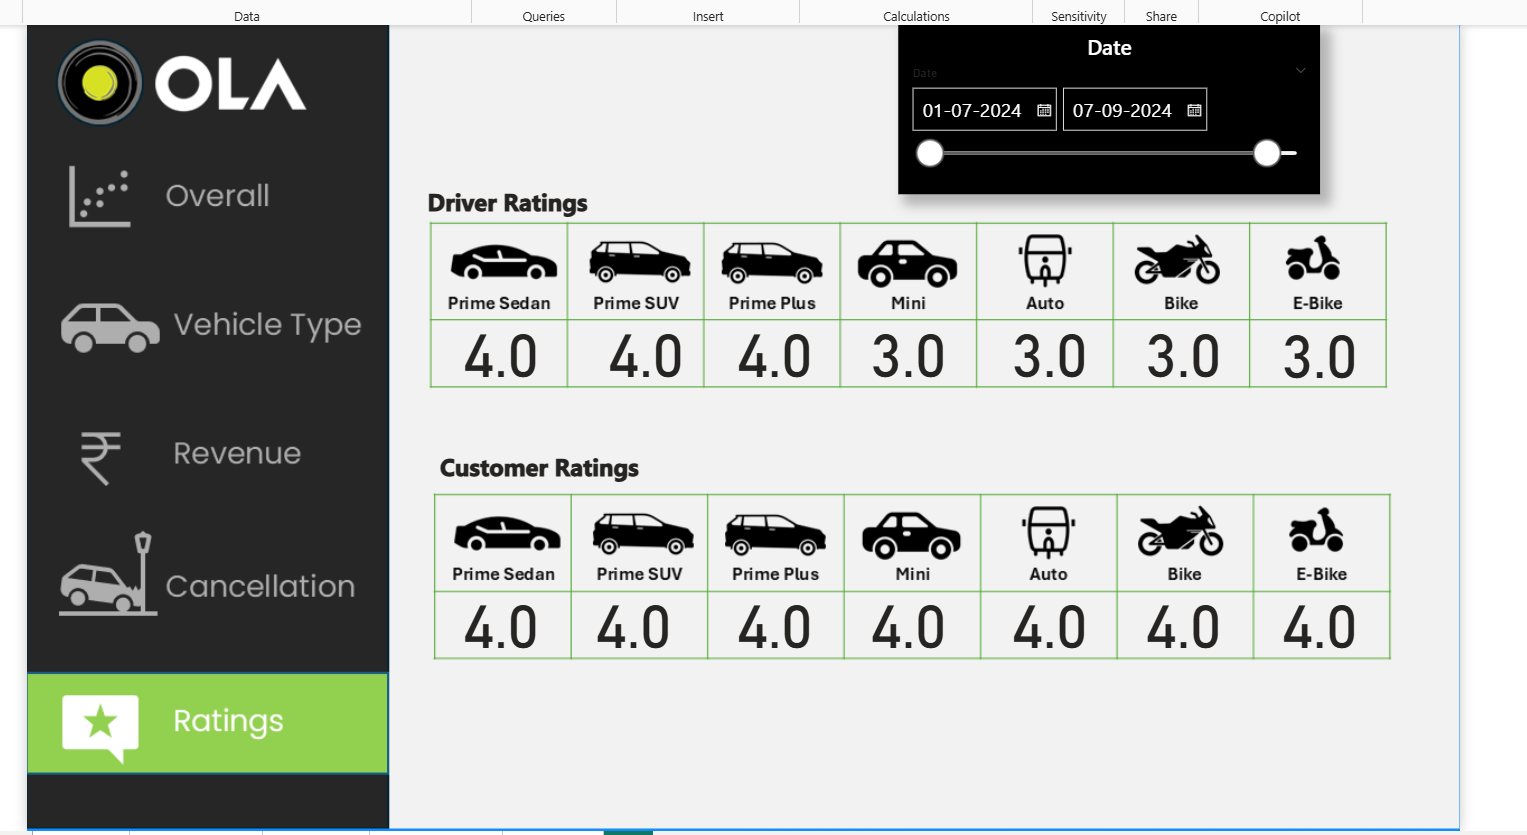 Data Queries Insert Calculations Sensitivity Share Copilot
OLA
Overall
Vehicle Type
Revenue
Cancellation
Ratings
Date
Date
01-07-2024 07-09-2024
Driver Ratings
Prime Sedan Prime SUV Prime Plus Mini Auto Bike E-Bike
4.0 4.0 4.0 3.0 3.0 3.0 3.0
Customer Ratings
Prime Sedan Prime SUV Prime Plus Mini Auto Bike E-Bike
4.0 4.0 4.0 4.0 4.0 4.0 4.0